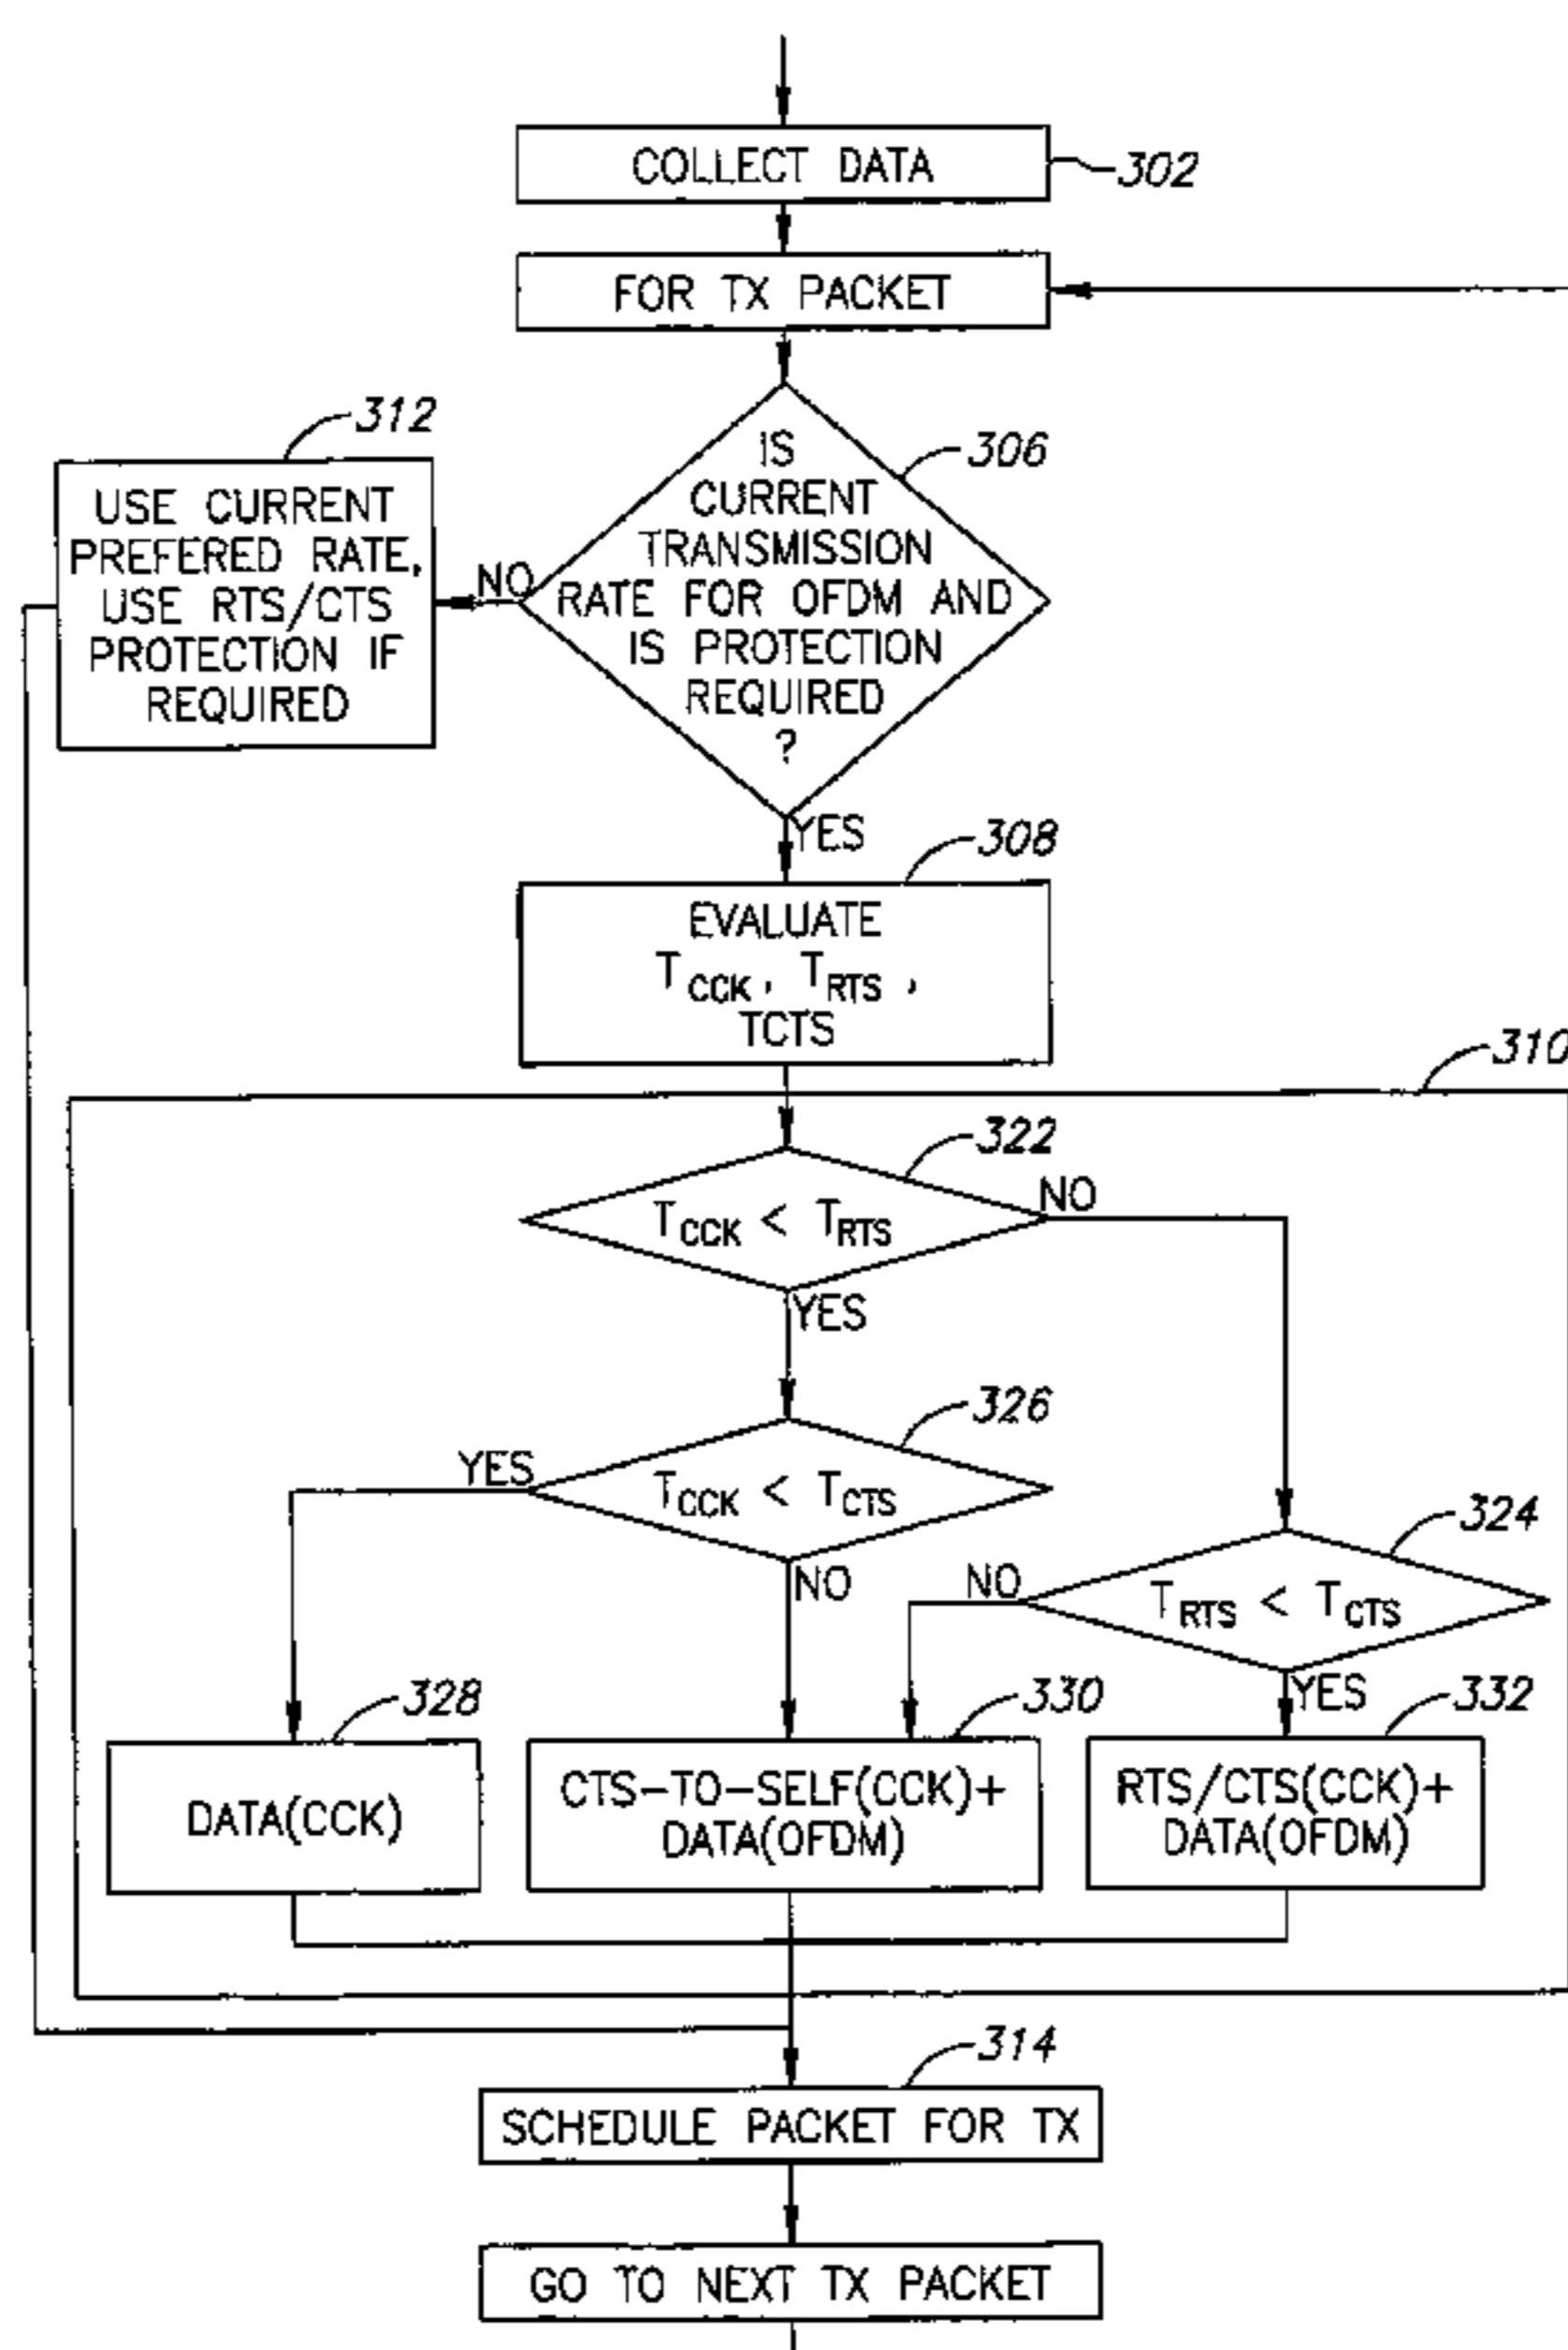 COLLECT DATA
302
FOR TX PACKET
312
USE CURRENT
PREFERED RATE,
USE RTS/CTS
PROTECTION IF
REQUIRED
306
IS
CURRENT
TRANSMISSION
RATE FOR OFDM AND
IS PROTECTION
REQUIRED
?
NO
YES
308
EVALUATE
TCCK, TRTS,
TCTS
310
322
TCCK < TRTS
NO
YES
326
YES
TCCK < TCTS
NO
324
NO
TRTS < TCTS
YES
328
DATA(CCK)
330
CTS-TO-SELF(CCK)+
DATA(OFDM)
332
RTS/CTS(CCK)+
DATA(OFDM)
314
SCHEDULE PACKET FOR TX
GO TO NEXT TX PACKET